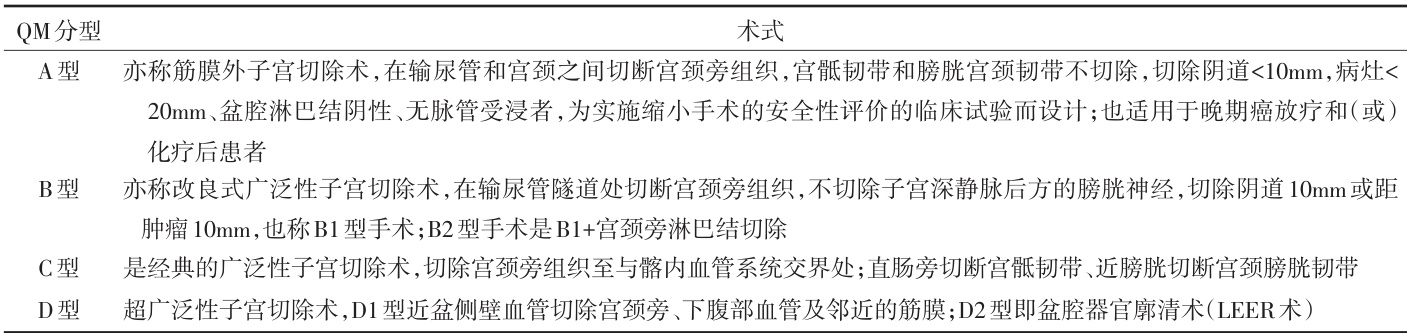 QM分型 术式
A型 亦称筋膜外子宫切除术,在输尿管和宫颈之间切断宫颈旁组织,宫骶韧带和膀胱宫颈韧带不切除,切除阴道<10mm,病灶<
20mm、盆腔淋巴结阴性、无脉管受浸者,为实施缩小手术的安全性评价的临床试验而设计;也适用于晚期癌放疗和(或)
化疗后患者
B型 亦称改良式广泛性子宫切除术,在输尿管隧道处切断宫颈旁组织,不切除子宫深静脉后方的膀胱神经,切除阴道10mm或距
肿瘤10mm,也称B1型手术;B2型手术是B1+宫颈旁淋巴结切除
C型 是经典的广泛性子宫切除术,切除宫颈旁组织至与髂内血管系统交界处;直肠旁切断宫骶韧带、近膀胱切断宫颈膀胱韧带
D型 超广泛性子宫切除术,D1型近盆侧壁血管切除宫颈旁、下腹部血管及邻近的筋膜;D2型即盆腔器官廓清术(LEER术)